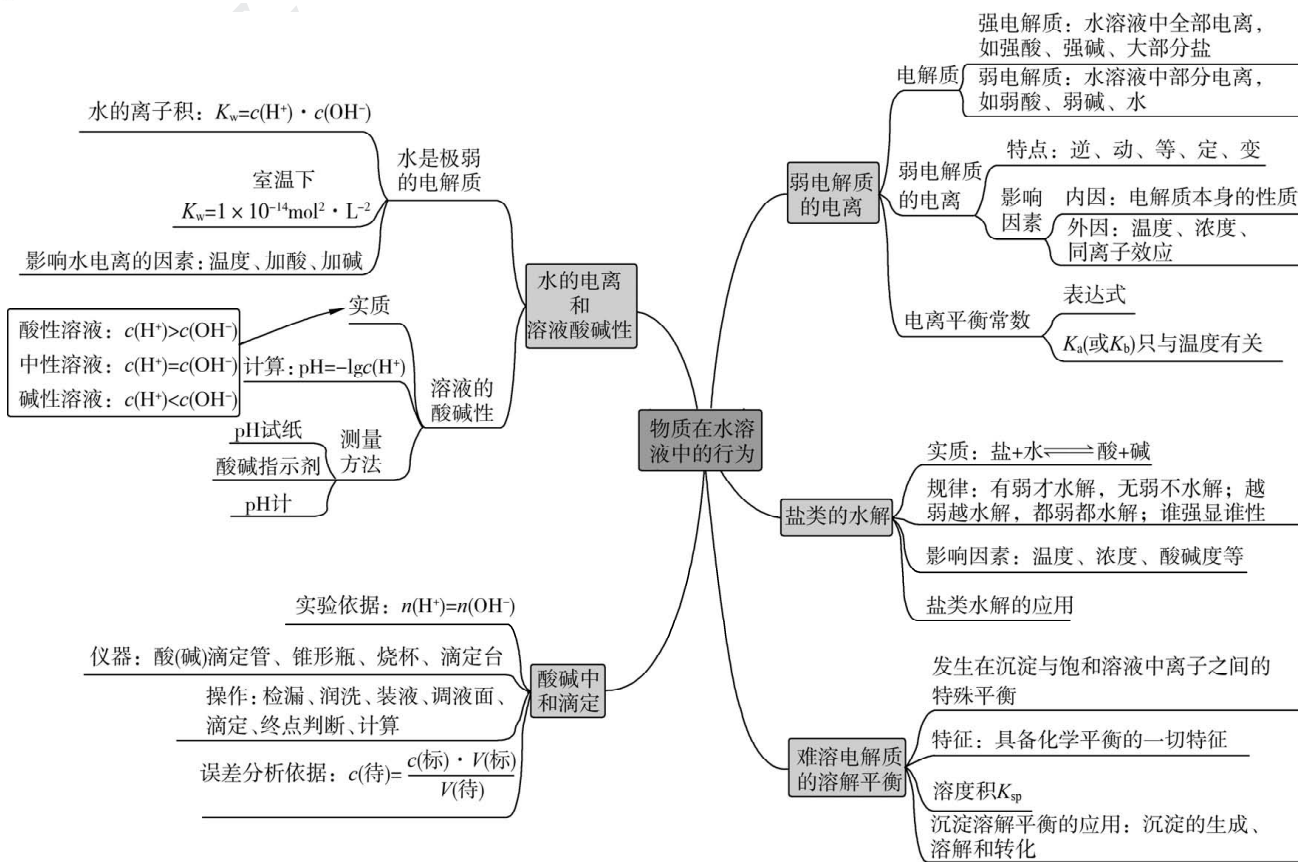 物质在水溶液中的行为
水的电离
和
溶液酸碱性
水是极弱
的电解质
水的离子积：Kw=c(H⁺)·c(OH⁻)
室温下
Kw=1×10⁻¹⁴mol²·L⁻²
影响水电离的因素：温度、加酸、加碱
溶液的
酸碱性
实质
酸性溶液：c(H⁺)>c(OH⁻)
中性溶液：c(H⁺)=c(OH⁻)
碱性溶液：c(H⁺)<c(OH⁻)
计算：pH=-lgc(H⁺)
测量
方法
pH试纸
酸碱指示剂
pH计
酸碱中
和滴定
实验依据：n(H⁺)=n(OH⁻)
仪器：酸(碱)滴定管、锥形瓶、烧杯、滴定台
操作：检漏、润洗、装液、调液面、
滴定、终点判断、计算
误差分析依据：c(待)=c(标)·V(标)/V(待)
弱电解质
的电离
电解质
强电解质：水溶液中全部电离，
如强酸、强碱、大部分盐
弱电解质：水溶液中部分电离，
如弱酸、弱碱、水
弱电解质
的电离
特点：逆、动、等、定、变
影响
因素
内因：电解质本身的性质
外因：温度、浓度、
同离子效应
电离平衡常数
表达式
Ka(或Kb)只与温度有关
盐类的水解
实质：盐+水⇌酸+碱
规律：有弱才水解，无弱不水解；越
弱越水解，都弱都水解；谁强显谁性
影响因素：温度、浓度、酸碱度等
盐类水解的应用
难溶电解质
的溶解平衡
发生在沉淀与饱和溶液中离子之间的
特殊平衡
特征：具备化学平衡的一切特征
溶度积Ksp
沉淀溶解平衡的应用：沉淀的生成、
溶解和转化